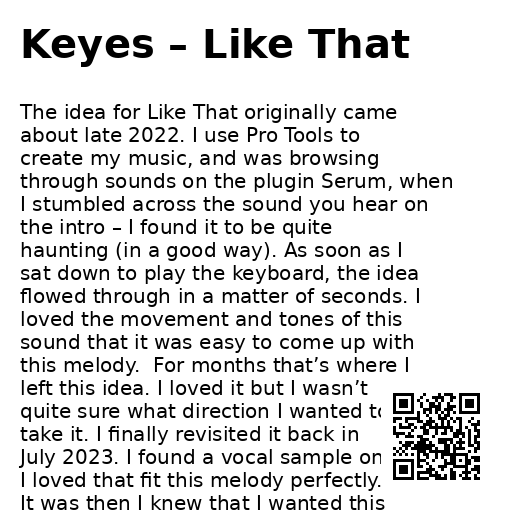 Keyes – Like That
The idea for Like That originally came
about late 2022. I use Pro Tools to
create my music, and was browsing
through sounds on the plugin Serum, when
I stumbled across the sound you hear on
the intro – I found it to be quite
haunting (in a good way). As soon as I
sat down to play the keyboard, the idea
flowed through in a matter of seconds. I
loved the movement and tones of this
sound that it was easy to come up with
this melody.  For months that’s where I
left this idea. I loved it but I wasn’t
quite sure what direction I wanted to
take it. I finally revisited it back in
July 2023. I found a vocal sample on
I loved that fit this melody perfectly.
It was then I knew that I wanted this